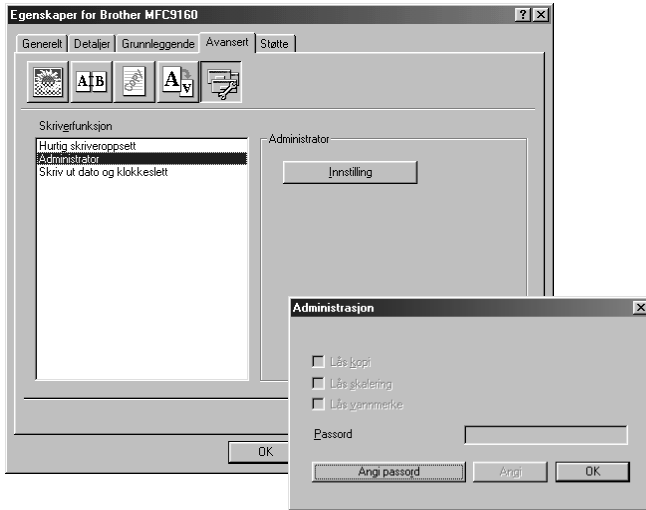 Egenskaper for Brother MFC9160
Generelt Detaljer Grunnleggende Avansert Støtte
A B
Copy
A A
Skriverfunksjon
Hurtig skriveroppsett
Administrator
Skriv ut dato og klokkeslett
Administrator
Innstilling
OK
Administrasjon
Lås kopi
Lås skalering
Lås vannmerke
Passord
Angi passord Angi OK